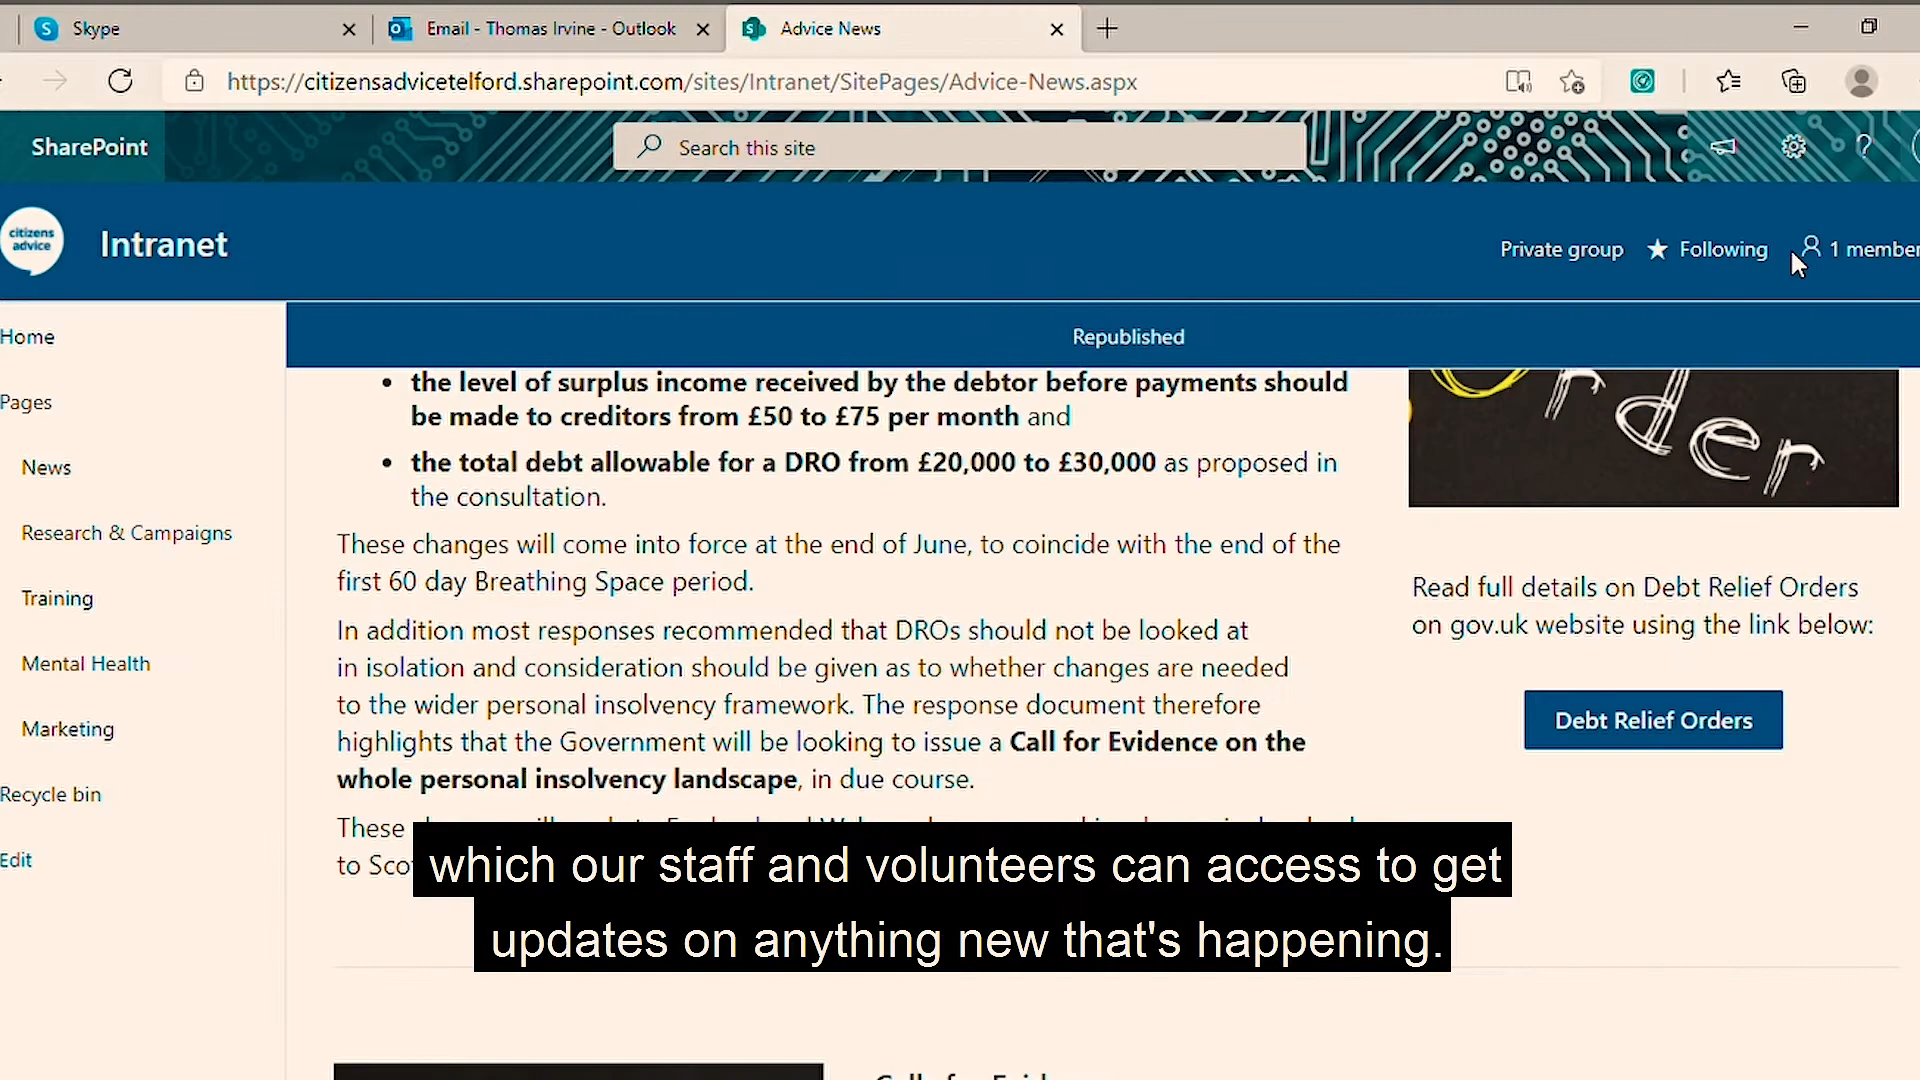 Skype
Email - Thomas Irvine - Outlook
Advice News
https://citizensadvicetelford.sharepoint.com/sites/Intranet/SitePages/Advice-News.aspx
SharePoint
Search this site
citizens
advice
Intranet
Private group
Following
1 member
Home
Pages
News
Research & Campaigns
Training
Mental Health
Marketing
Recycle bin
Edit
Republished
• the level of surplus income received by the debtor before payments should
be made to creditors from £50 to £75 per month and
• the total debt allowable for a DRO from £20,000 to £30,000 as proposed in
the consultation.
These changes will come into force at the end of June, to coincide with the end of the
first 60 day Breathing Space period.
In addition most responses recommended that DROs should not be looked at
in isolation and consideration should be given as to whether changes are needed
to the wider personal insolvency framework. The response document therefore
highlights that the Government will be looking to issue a Call for Evidence on the
whole personal insolvency landscape, in due course.
These
to
Order
Read full details on Debt Relief Orders
on gov.uk website using the link below:
Debt Relief Orders
which our staff and volunteers can access to get
updates on anything new that's happening.